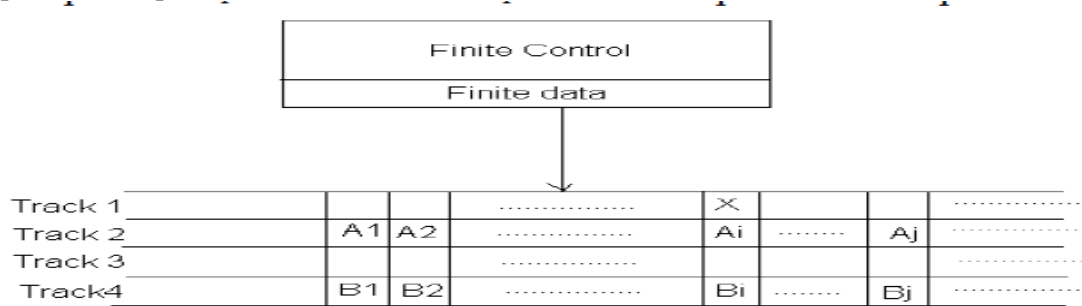 Finite Control
Finite data
Track 1 ............... X ...............
Track 2 A1 A2 ............... Ai ........ Aj ...............
Track 3 ............... ...............
Track4 B1 B2 ............... Bi ........ Bj ...............